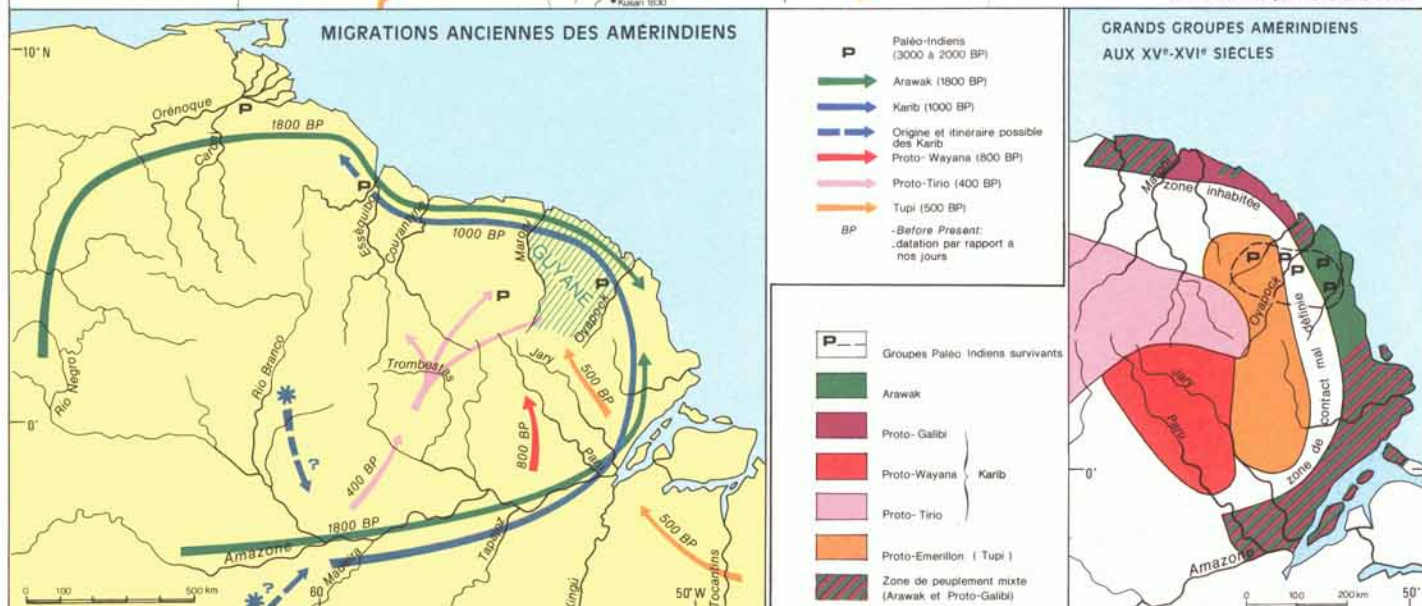 Kusari 1830
MIGRATIONS ANCIENNES DES AMÉRINDIENS
10° N
Orénoque
P
1800 BP
Caroni
P
Essequibo
Courantyne
1000 BP
Maroni
GUYANE
P
P
Oyapock
Rio Negro
Rio Branco
Trombestas
Jary
500 BP
0°
?
400 BP
800 BP
Paru
1800 BP
Amazone
Madeira
Tapajoz
500 BP
Tocantins
?
0 100 500 km
60
50° W
P
Paléo-Indiens
(3000 à 2000 BP)
Arawak (1800 BP)
Karib (1000 BP)
Origine et itinéraire possible
des Karib
Proto-Wayana (800 BP)
Proto-Tirio (400 BP)
Tupi (500 BP)
BP
-Before Present:
.datation par rapport à
nos jours
P
Groupes Paléo Indiens survivants
Arawak
Proto-Galibi
Proto-Wayana
Karib
Proto-Tirio
Proto-Emerillon (Tupi)
Zone de peuplement mixte
(Arawak et Proto-Galibi)
GRANDS GROUPES AMÉRINDIENS
AUX XVe-XVIe SIÈCLES
zone inhabitée
P
P
P
P
P
Oyapock
zone de contact mal définie
Jary
Paru
0°
Amazone
0 100 200 km
50°